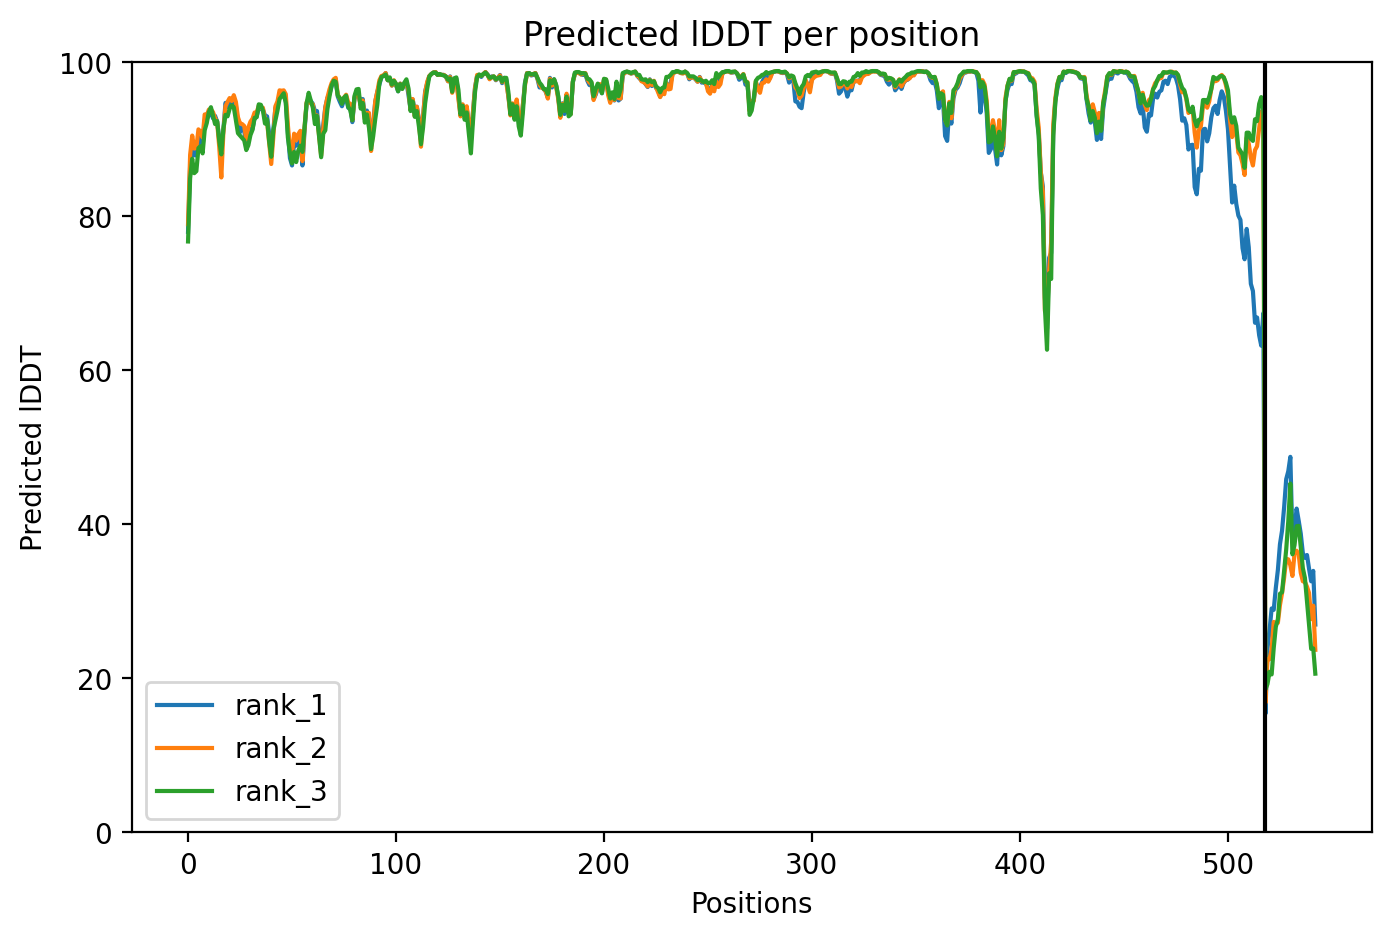 Predicted lDDT per position
100
80
60
40
20
0
Predicted lDDT
rank_1
rank_2
rank_3
0 100 200 300 400 500
Positions